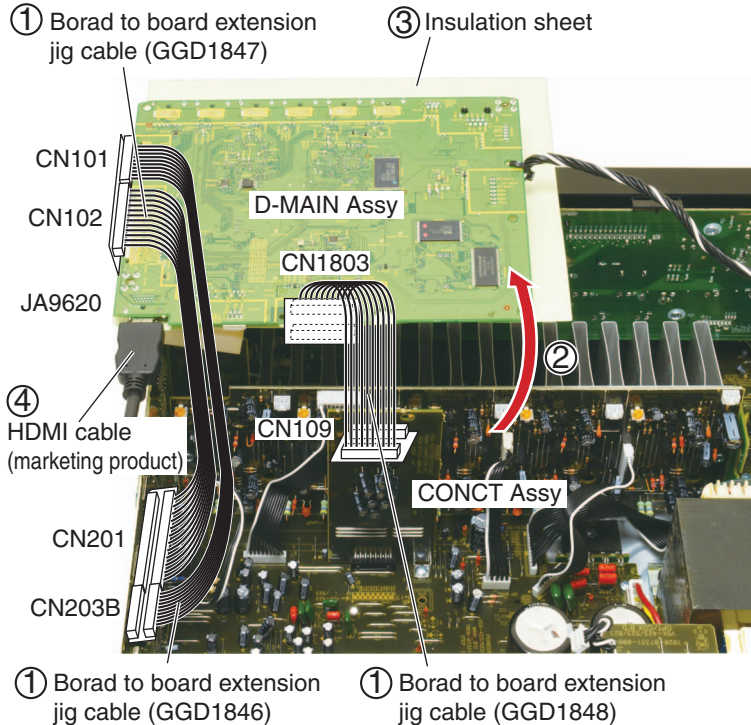 ① Borad to board extension
jig cable (GGD1847)
③ Insulation sheet
CN101
CN102
D-MAIN Assy
CN1803
JA9620
②
④
HDMI cable
(marketing product)
CN109
CONCT Assy
CN201
CN203B
① Borad to board extension
jig cable (GGD1846)
① Borad to board extension
jig cable (GGD1848)